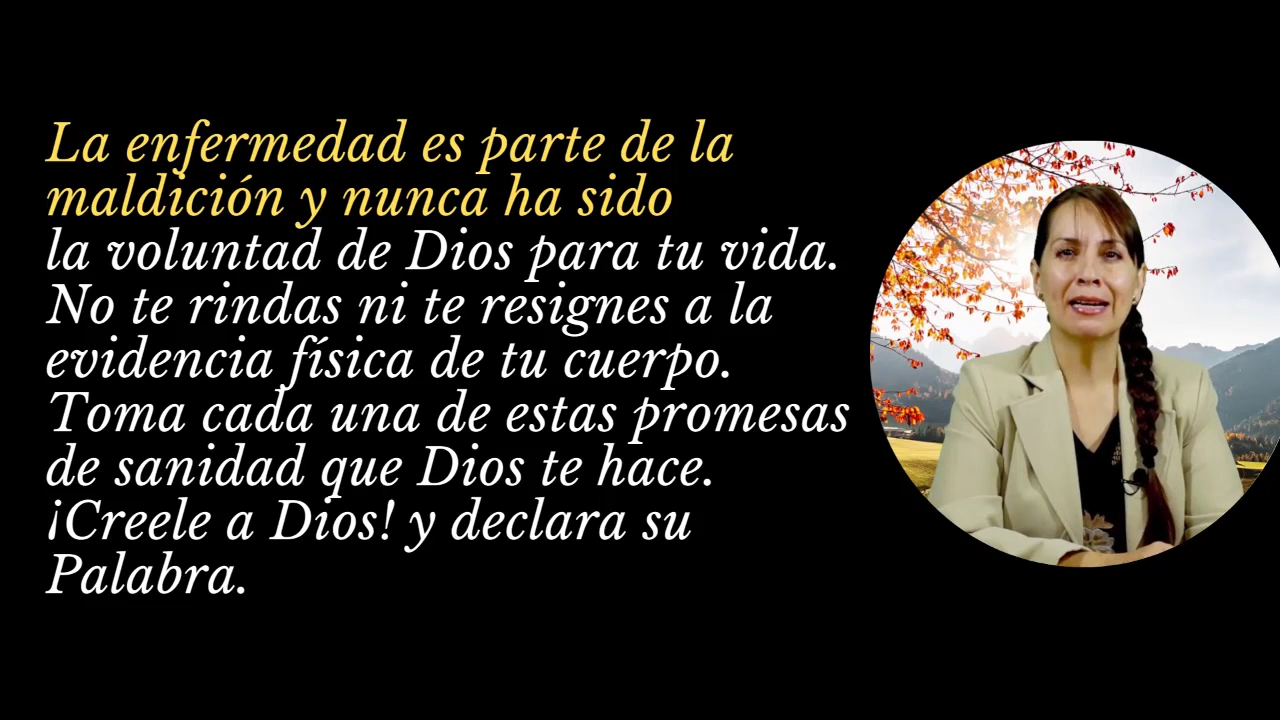 La enfermedad es parte de la
maldición y nunca ha sido
la voluntad de Dios para tu vida.
No te rindas ni te resignes a la
evidencia física de tu cuerpo.
Toma cada una de estas promesas
de sanidad que Dios te hace.
¡Creele a Dios! y declara su
Palabra.